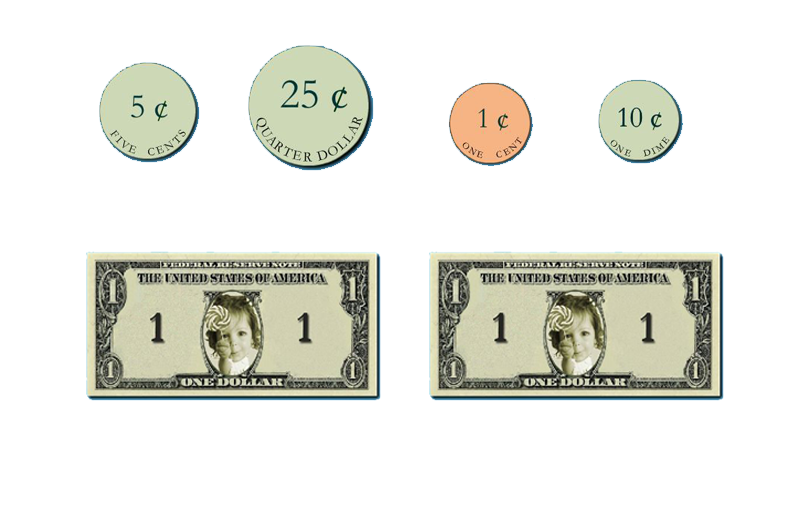 5 ¢
FIVE CENTS
25 ¢
QUARTER DOLLAR
1 ¢
ONE CENT
10 ¢
ONE DIME
FEDERAL RESERVE NOTE
THE UNITED STATES OF AMERICA
1 1
1 1
1 1
ONE DOLLAR
FEDERAL RESERVE NOTE
THE UNITED STATES OF AMERICA
1 1
1 1
1 1
ONE DOLLAR